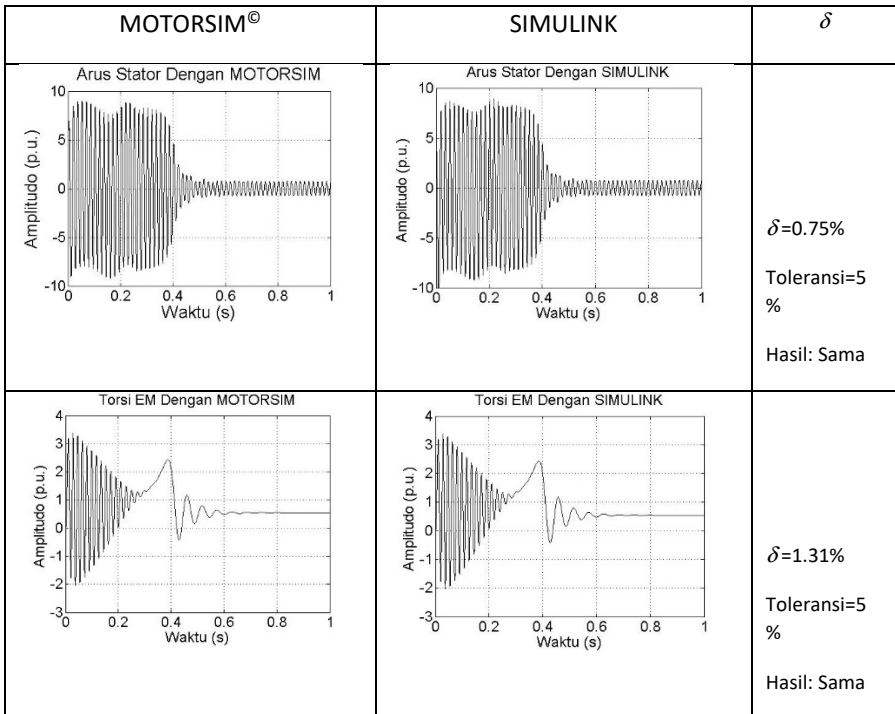 MOTORSIM©
SIMULINK
δ
Arus Stator Dengan MOTORSIM
10
5
0
-5
-10
Amplitudo (p.u.)
0 0.2 0.4 0.6 0.8 1
Waktu (s)
Arus Stator Dengan SIMULINK
10
5
0
-5
-10
Amplitudo (p.u.)
0 0.2 0.4 0.6 0.8 1
Waktu (s)
δ=0.75%
Toleransi=5
%
Hasil: Sama
Torsi EM Dengan MOTORSIM
4
3
2
1
0
-1
-2
-3
Amplitudo (p.u.)
0 0.2 0.4 0.6 0.8 1
Waktu (s)
Torsi EM Dengan SIMULINK
4
3
2
1
0
-1
-2
-3
Amplitudo (p.u.)
0 0.2 0.4 0.6 0.8 1
Waktu (s)
δ=1.31%
Toleransi=5
%
Hasil: Sama